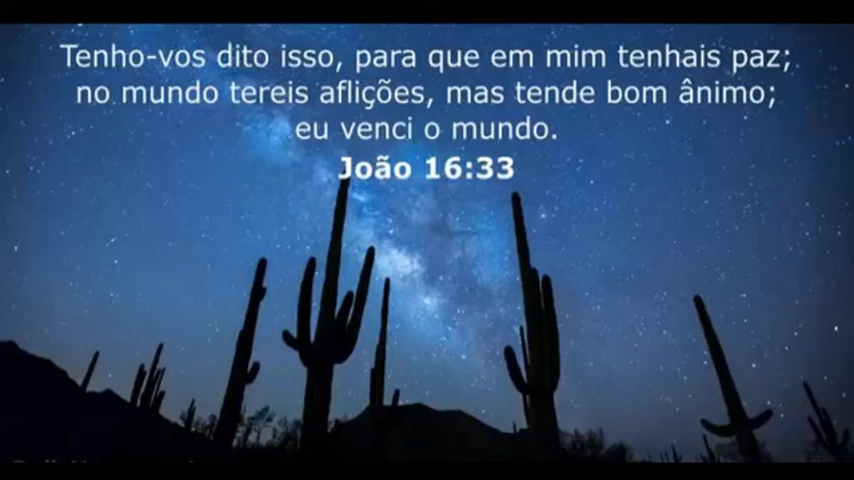 Tenho-vos dito isso, para que em mim tenhais paz;
no mundo tereis aflições, mas tende bom ânimo;
eu venci o mundo.
João 16:33